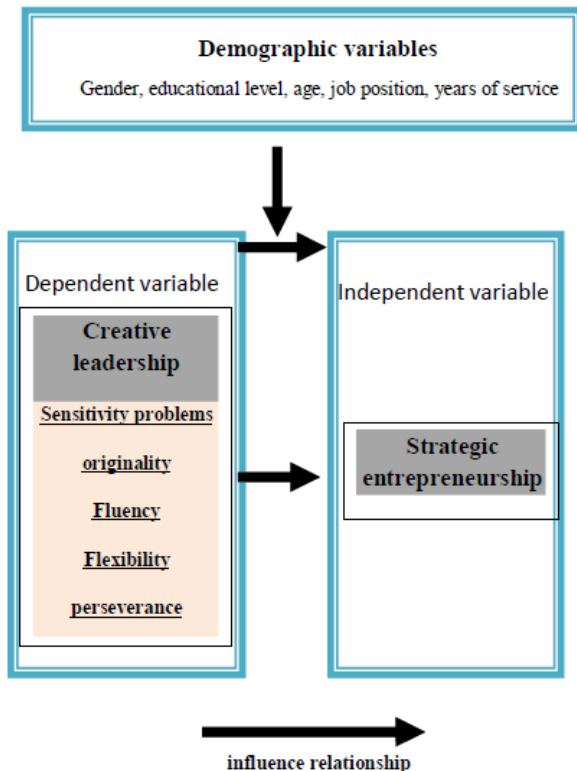 Demographic variables
Gender, educational level, age, job position, years of service
Dependent variable
Creative
leadership
Sensitivity problems
originality
Fluency
Flexibility
perseverance
Independent variable
Strategic
entrepreneurship
influence relationship